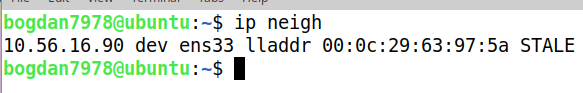 bogdan7978@ubuntu:~$ ip neigh
10.56.16.90 dev ens33 lladdr 00:0c:29:63:97:5a STALE
bogdan7978@ubuntu:~$